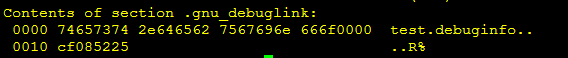 Contents of section .gnu_debuglink:
 0000 74657374 2e646562 7567696e 666f0000  test.debuginfo..
 0010 cf085225                             ..R%